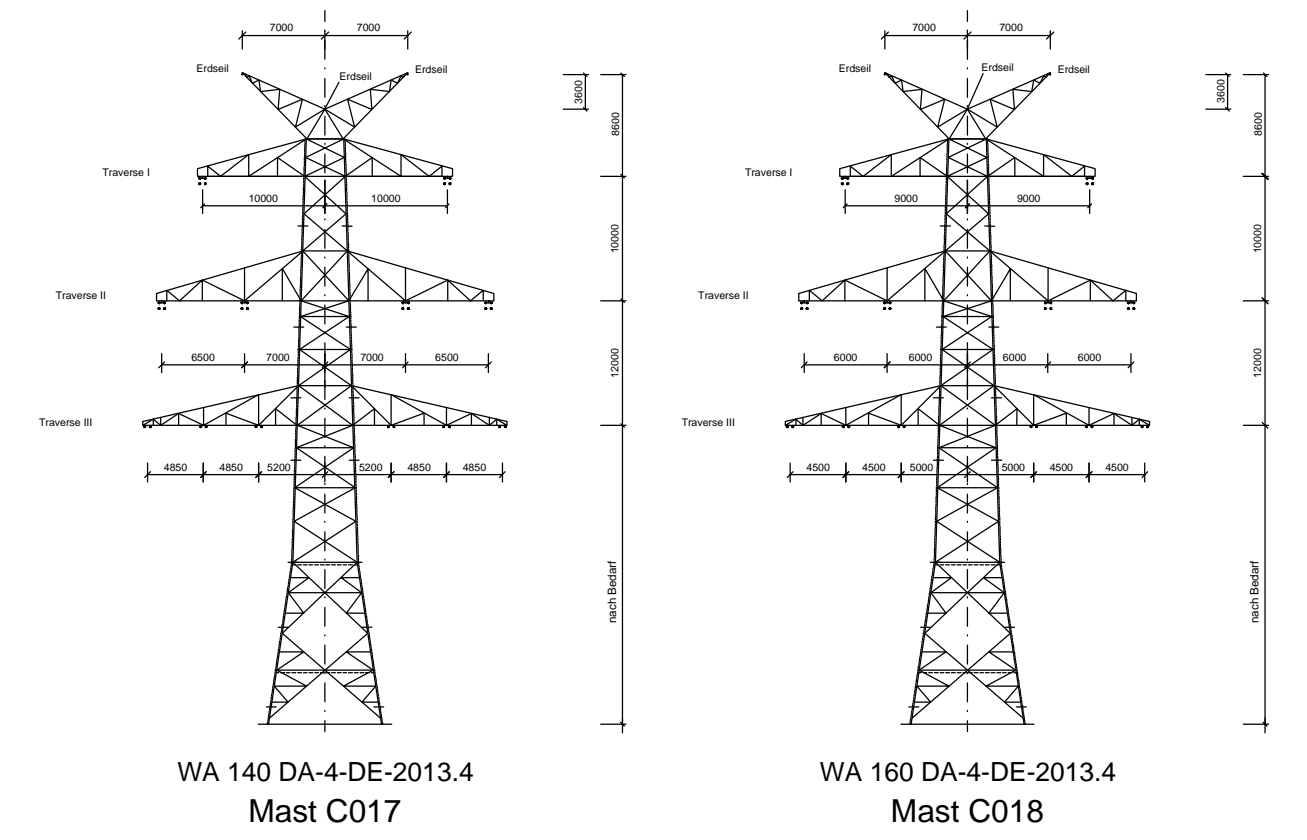 7000 7000
Erdseil Erdseil Erdseil
3600
8600
Traverse I
10000 10000
10000
Traverse II
6500 7000 7000 6500
12000
Traverse III
4850 4850 5200 5200 4850 4850
nach Bedarf
WA 140 DA-4-DE-2013.4
Mast C017
7000 7000
Erdseil Erdseil Erdseil
3600
8600
Traverse I
9000 9000
10000
Traverse II
6000 6000 6000 6000
12000
Traverse III
4500 4500 5000 5000 4500 4500
nach Bedarf
WA 160 DA-4-DE-2013.4
Mast C018